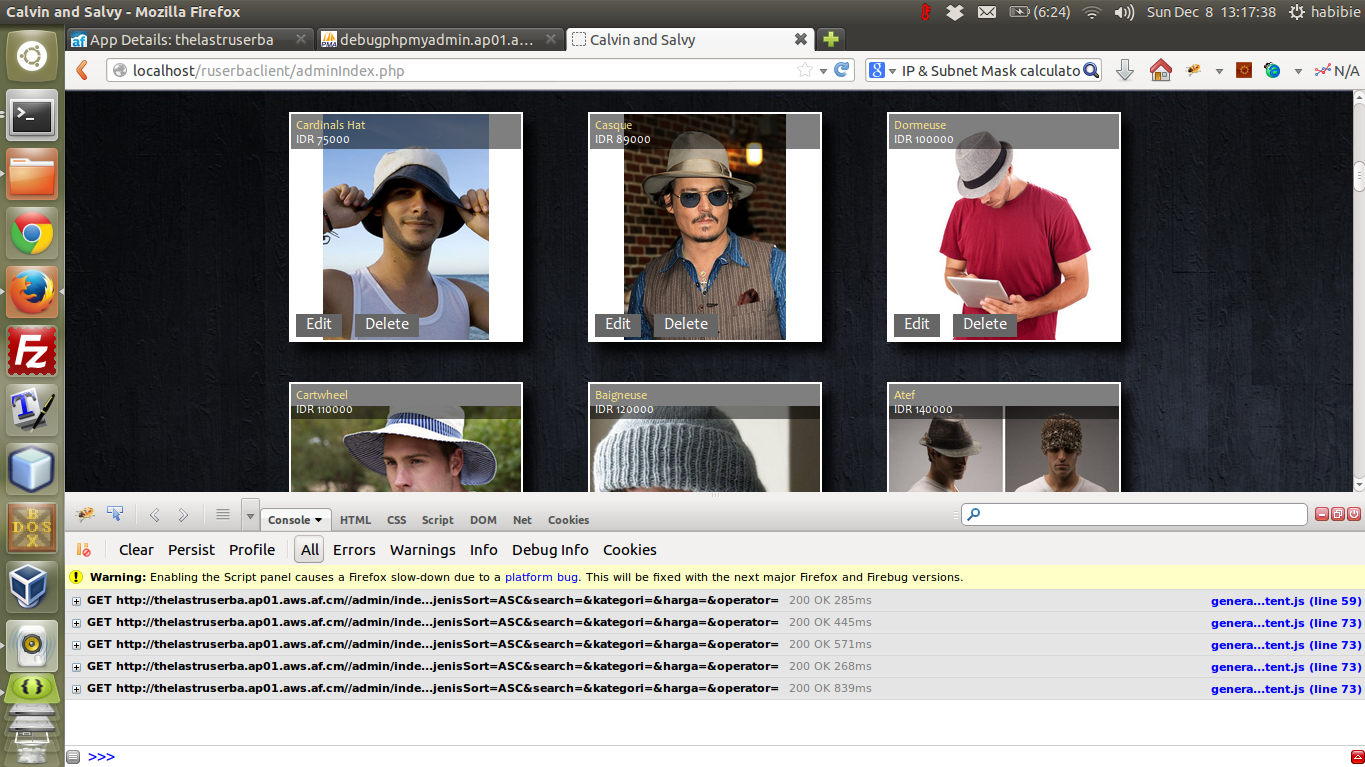 Calvin and Salvy - Mozilla Firefox
(6:24)
Sun Dec 8 13:17:38
habibie
App Details: thelastruserba
debugphpmyadmin.ap01.a...
Calvin and Salvy
localhost/ruserbaclient/adminIndex.php
8
IP & Subnet Mask calculato
N/A
Cardinals Hat
IDR 75000
Edit
Delete
Casque
IDR 89000
Edit
Delete
Dormeuse
IDR 100000
Edit
Delete
Cartwheel
IDR 110000
Baigneuse
IDR 120000
Atef
IDR 140000
Console
HTML
CSS
Script
DOM
Net
Cookies
Clear
Persist
Profile
All
Errors
Warnings
Info
Debug Info
Cookies
Warning: Enabling the Script panel causes a Firefox slow-down due to a platform bug. This will be fixed with the next major Firefox and Firebug versions.
GET http://thelastruserba.ap01.aws.af.cm//admin/inde...jenisSort=ASC&search=&kategori=&harga=&operator= 200 OK 285ms genera...tent.js (line 59)
GET http://thelastruserba.ap01.aws.af.cm//admin/inde...jenisSort=ASC&search=&kategori=&harga=&operator= 200 OK 445ms genera...tent.js (line 73)
GET http://thelastruserba.ap01.aws.af.cm//admin/inde...jenisSort=ASC&search=&kategori=&harga=&operator= 200 OK 571ms genera...tent.js (line 73)
GET http://thelastruserba.ap01.aws.af.cm//admin/inde...jenisSort=ASC&search=&kategori=&harga=&operator= 200 OK 268ms genera...tent.js (line 73)
GET http://thelastruserba.ap01.aws.af.cm//admin/inde...jenisSort=ASC&search=&kategori=&harga=&operator= 200 OK 839ms genera...tent.js (line 73)
>>>